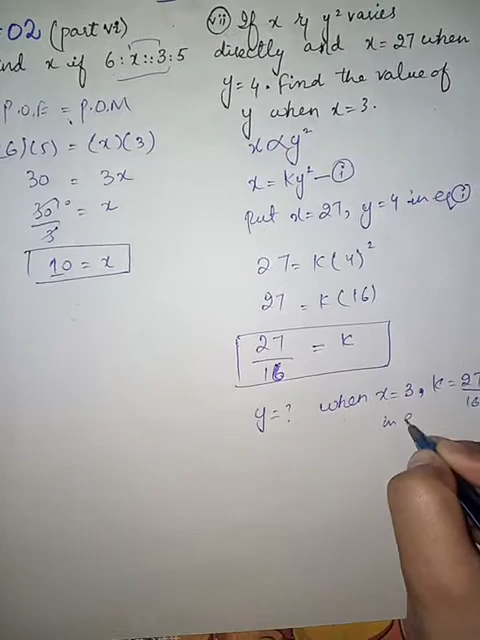 =02 (part vi)
ind x if 6:x::3:5
P.O.E = P.O.M
(6)(5) = (x)(3)
30 = 3x
30/3 = x
10 = x
(vii) If x & y² varies
directly and x=27 when
y=4. find the value of
y when x=3.
x∝y²
x = Ky² — (i)
put x=27, y=4 in eq (i)
27 = K(4)²
27 = K(16)
27/16 = K
y=? when x=3, K=27/16
in